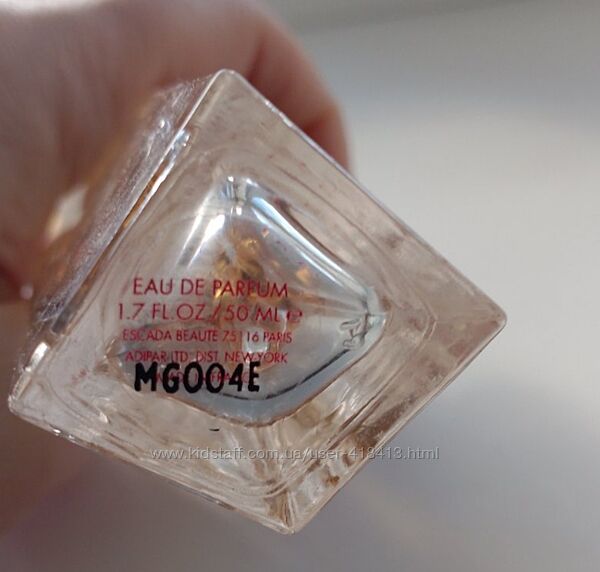 EAU DE PARFUM
1.7 FL.OZ/50 ML e
ESCADA BEAUTE 75116 PARIS
ADIPAR LTD. DIST. NEW YORK
MG004E
www.kidstaff.com.ua/user-418413.html